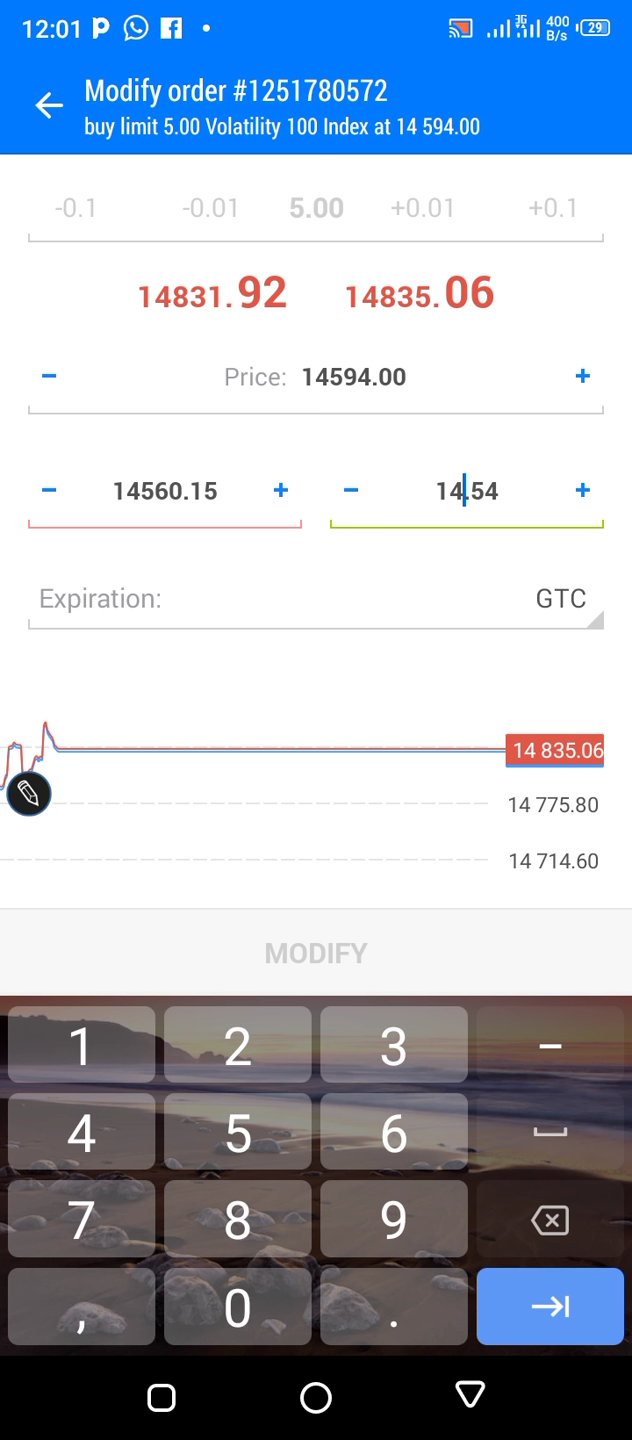 12:01 400 B/s 29
Modify order #1251780572
buy limit 5.00 Volatility 100 Index at 14 594.00
-0.1 -0.01 5.00 +0.01 +0.1
14831.92 14835.06
- Price: 14594.00 +
- 14560.15 + - 14.54 +
Expiration: GTC
14 835.06
14 775.80
14 714.60
MODIFY
1 2 3 -
4 5 6
7 8 9
, 0 .